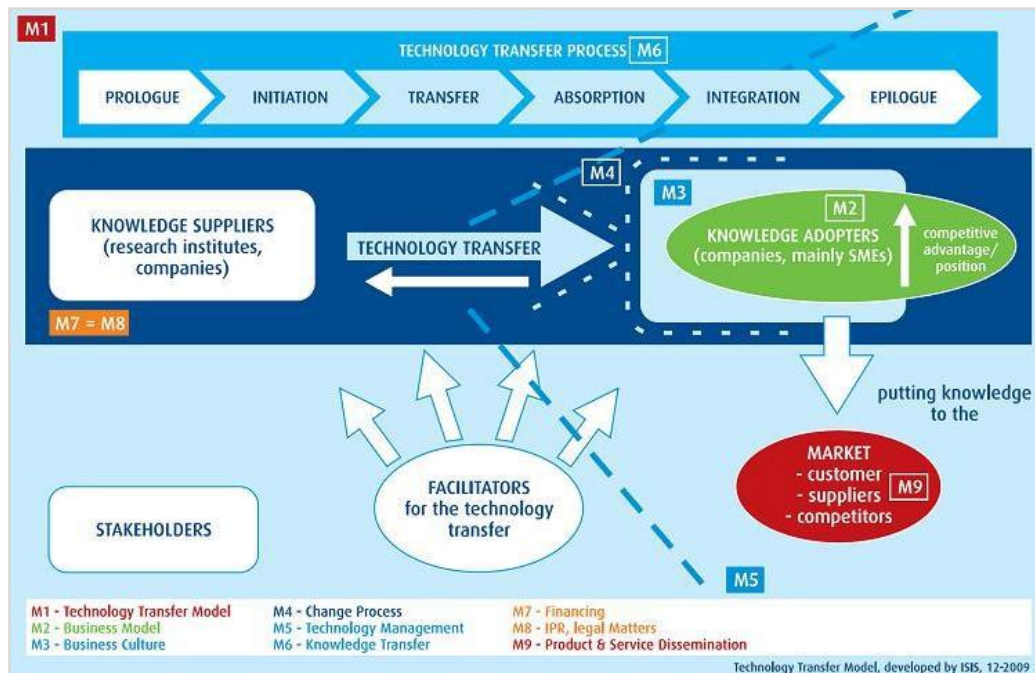 M1
TECHNOLOGY TRANSFER PROCESS M6
PROLOGUE
INITIATION
TRANSFER
ABSORPTION
INTEGRATION
EPILOGUE
M4
KNOWLEDGE SUPPLIERS
(research institutes,
companies)
M7 = M8
TECHNOLOGY TRANSFER
M3
M2
KNOWLEDGE ADOPTERS
(companies, mainly SMEs)
competitive
advantage/
position
putting knowledge
to the
MARKET
- customer
- suppliers
- competitors
M9
FACILITATORS
for the technology
transfer
STAKEHOLDERS
M5
M1 - Technology Transfer Model
M2 - Business Model
M3 - Business Culture
M4 - Change Process
M5 - Technology Management
M6 - Knowledge Transfer
M7 - Financing
M8 - IPR, legal Matters
M9 - Product & Service Dissemination
Technology Transfer Model, developed by ISIS, 12-2009